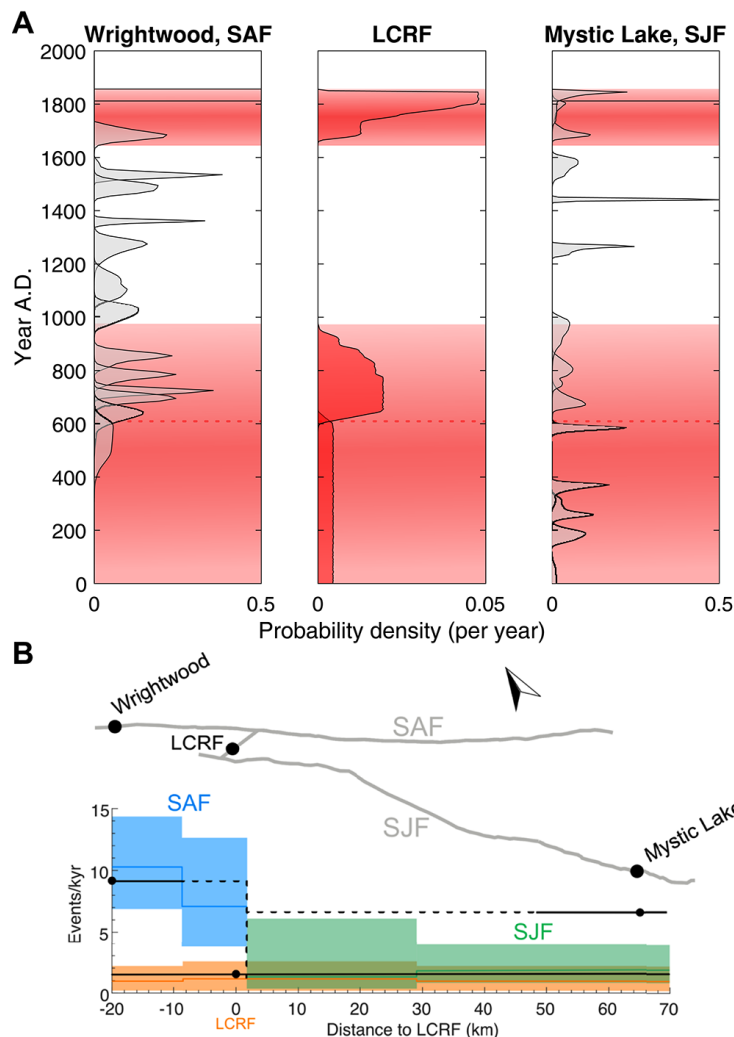 A
Wrightwood, SAF
LCRF
Mystic Lake, SJF
Year A.D.
2000
1800
1600
1400
1200
1000
800
600
400
200
0
0 0.5
0 0.05
0 0.5
Probability density (per year)
B
Wrightwood
SAF
LCRF
SJF
Mystic Lake
SAF
SJF
Events/kyr
15
10
5
0
-20 -10 0 10 20 30 40 50 60 70
LCRF
Distance to LCRF (km)